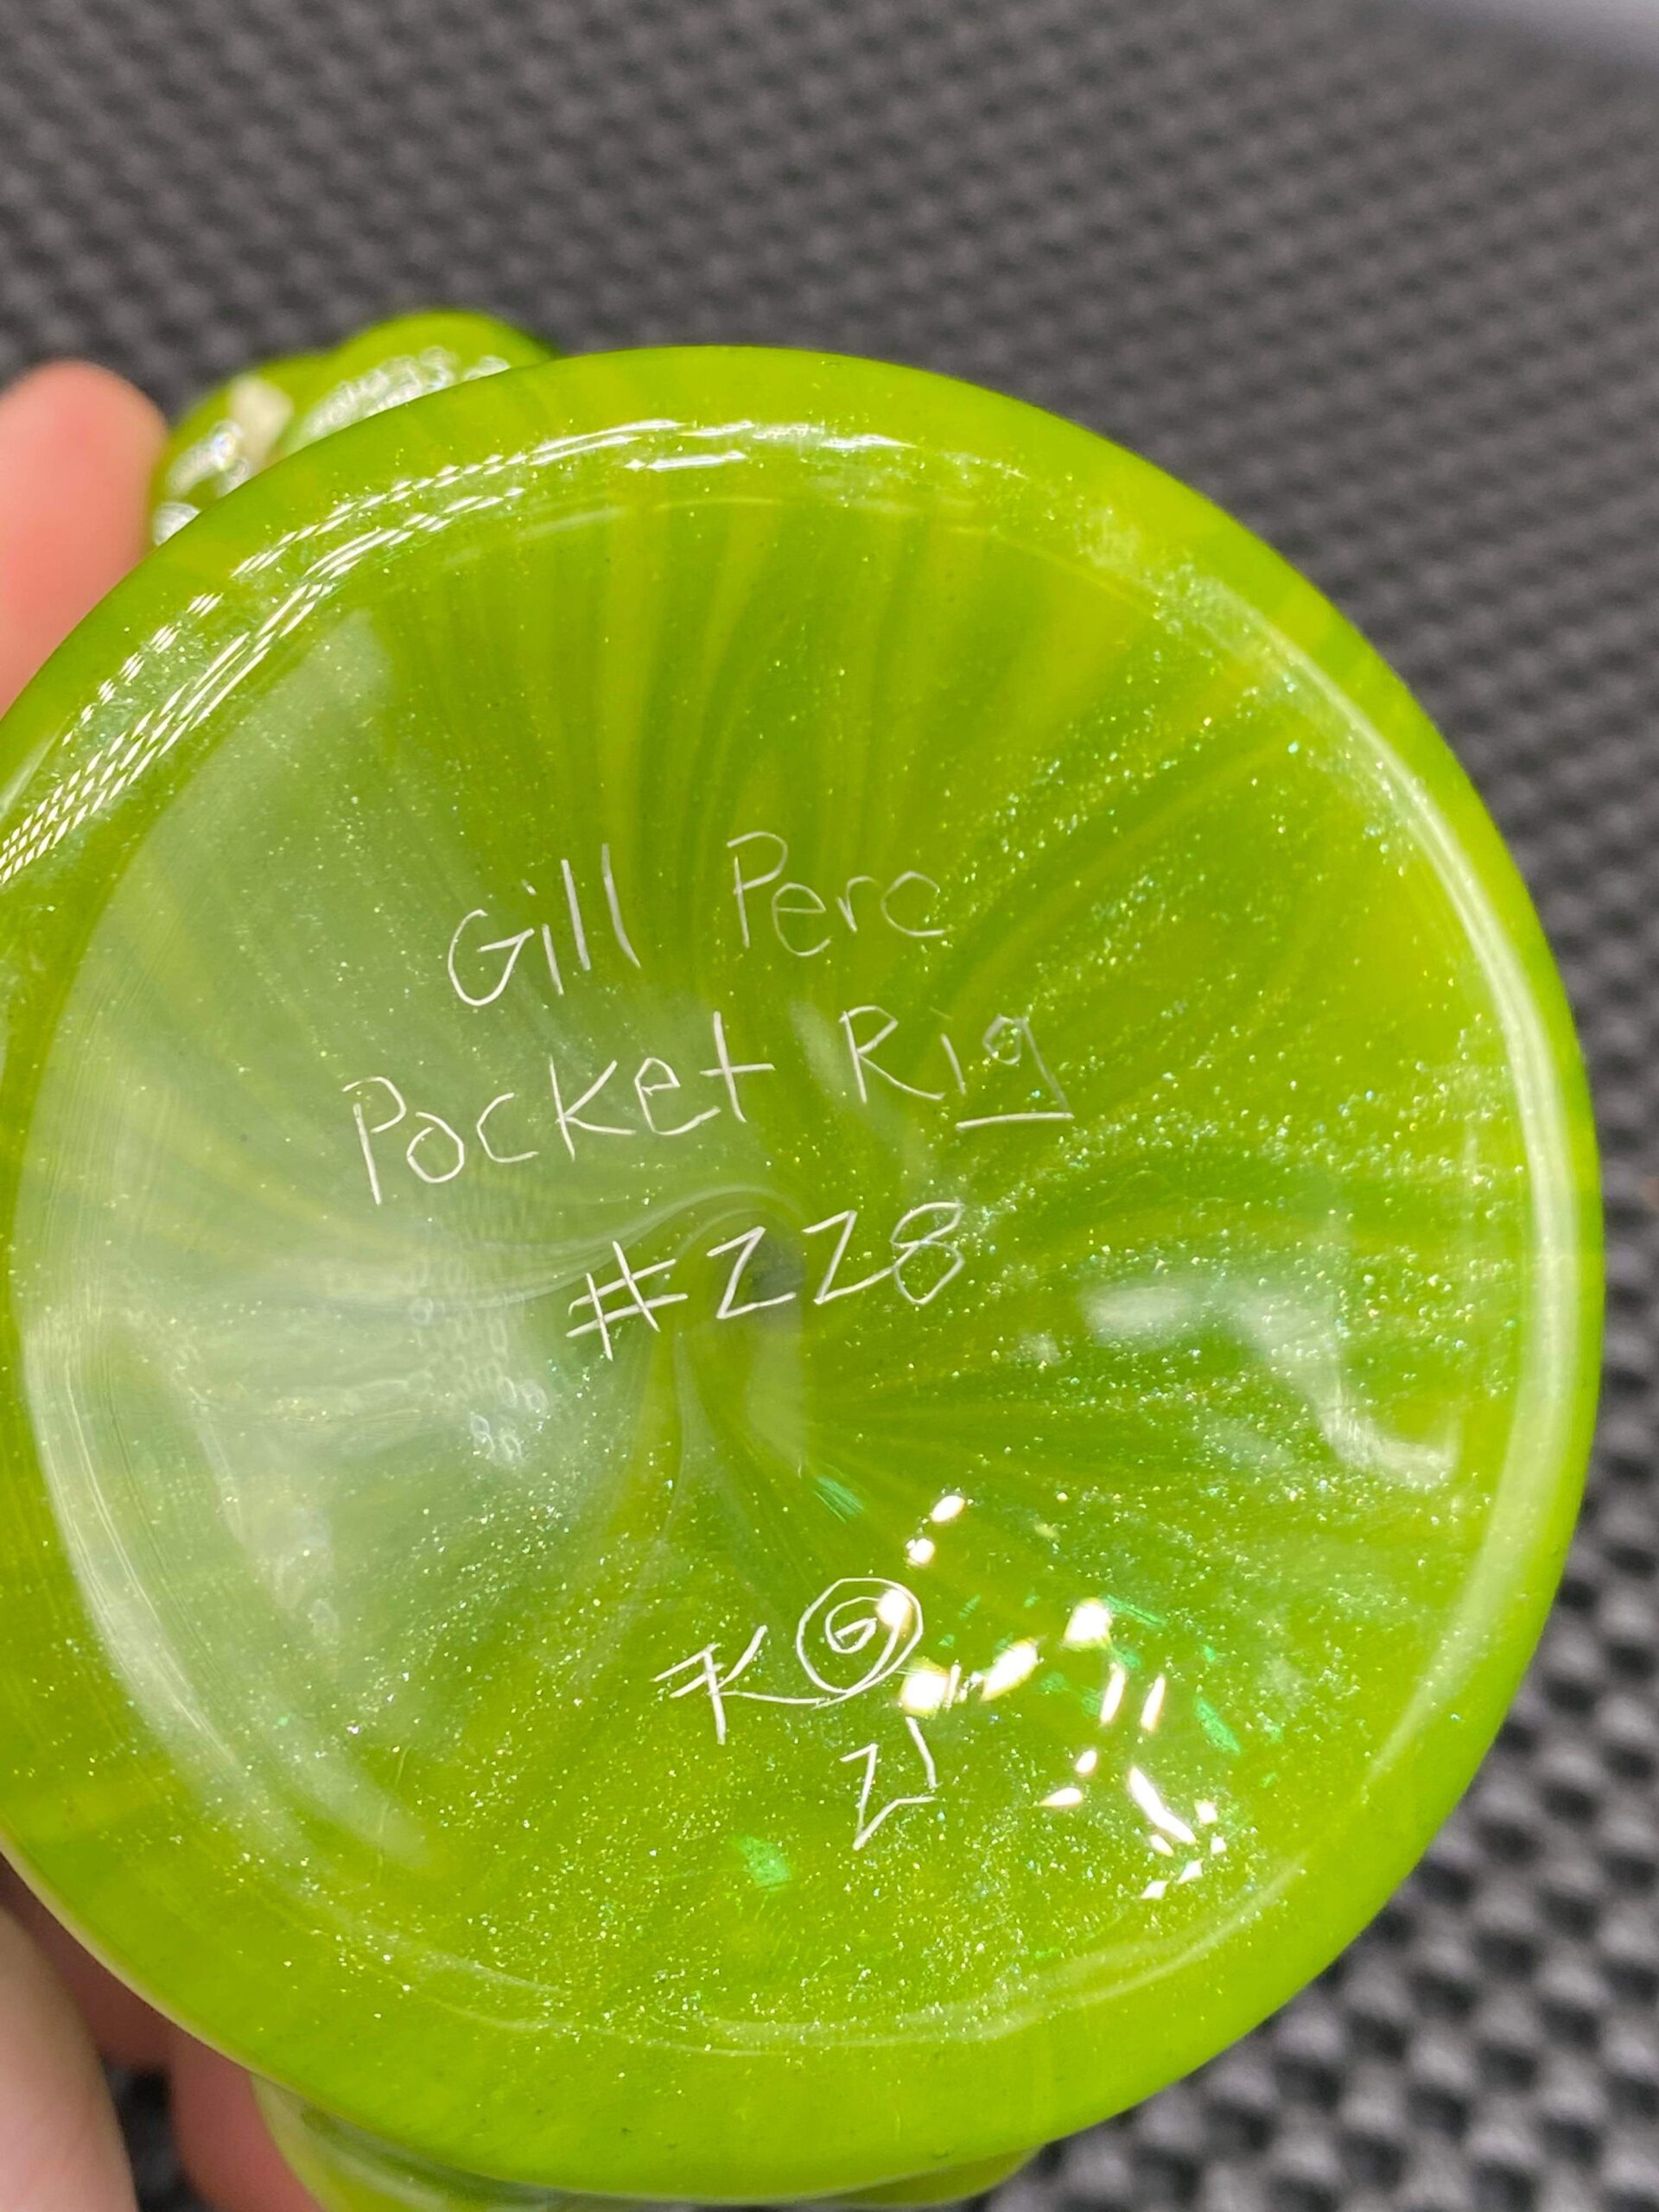 Gill Perc
Pocket Rig
#228